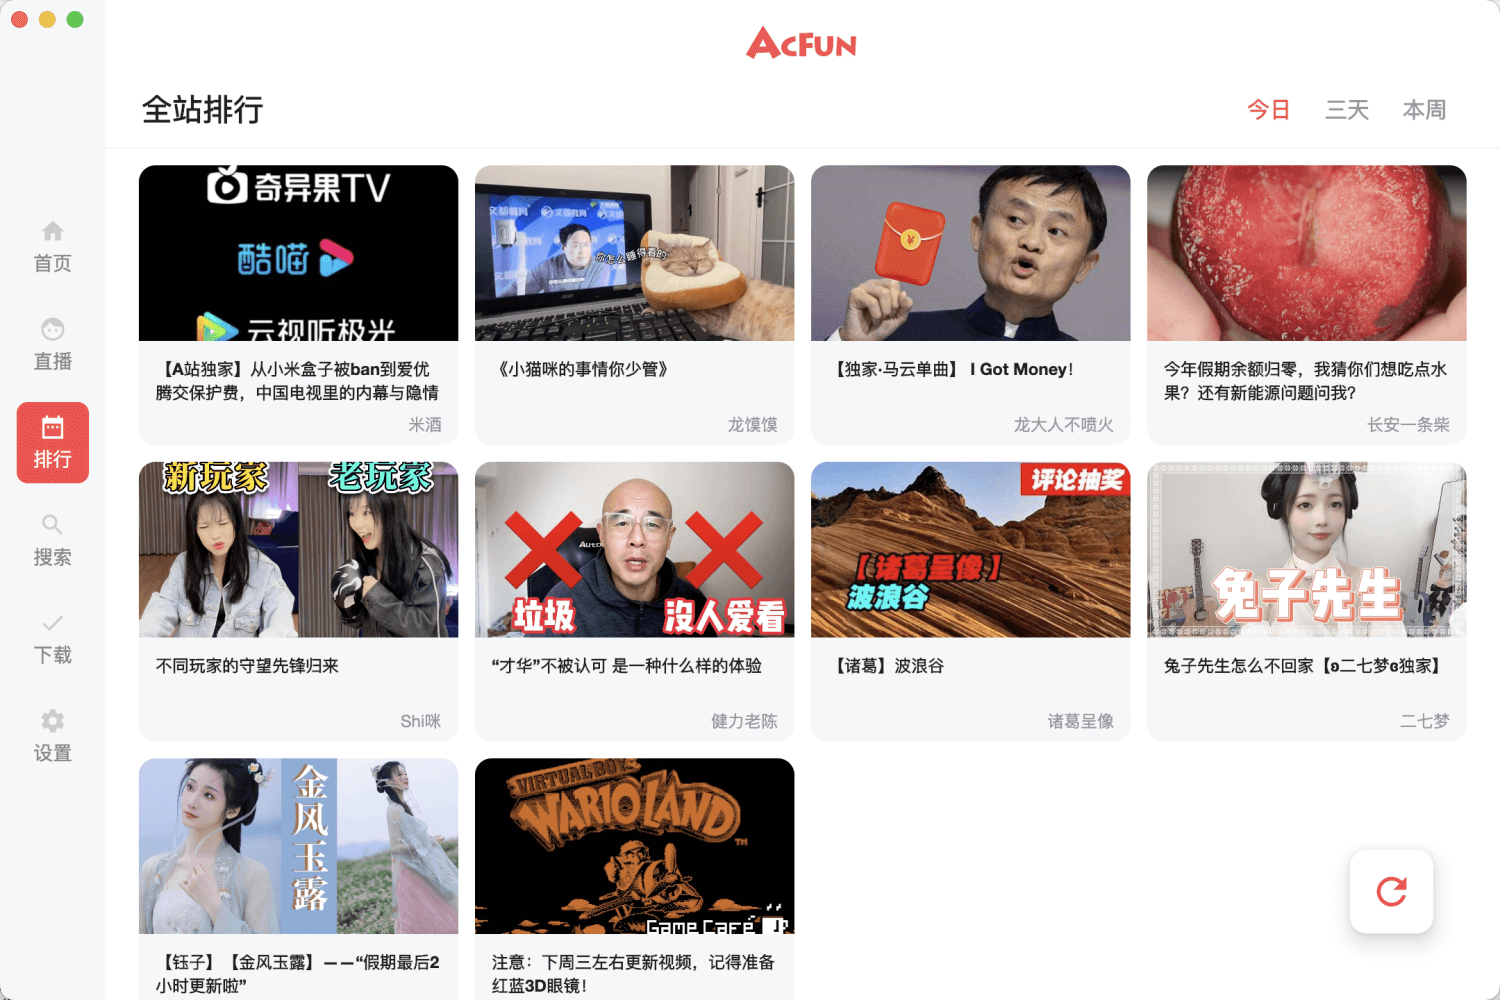 ACFUN
全站排行
今日
三天
本周
首页
直播
排行
搜索
下载
设置
奇异果TV
酷喵
云视听极光
【A站独家】从小米盒子被ban到爱优
腾交保护费，中国电视里的内幕与隐情
米酒
文都教育
你怎么睡得着的
《小猫咪的事情你少管》
龙馍馍
【独家·马云单曲】 I Got Money！
龙大人不喷火
今年假期余额归零，我猜你们想吃点水
果？还有新能源问题问我？
长安一条柴
新玩家
老玩家
不同玩家的守望先锋归来
Shi咪
垃圾
没人爱看
“才华”不被认可 是一种什么样的体验
健力老陈
评论抽奖
【诸葛呈像】
波浪谷
【诸葛】波浪谷
诸葛呈像
兔子先生
兔子先生怎么不回家【ʚ二七梦ɞ独家】
二七梦
金风玉露
【钰子】【金风玉露】——“假期最后2
小时更新啦”
VIRTUAL BOY
WARIO LAND
TM
Game Cafe
注意：下周三左右更新视频，记得准备
红蓝3D眼镜！